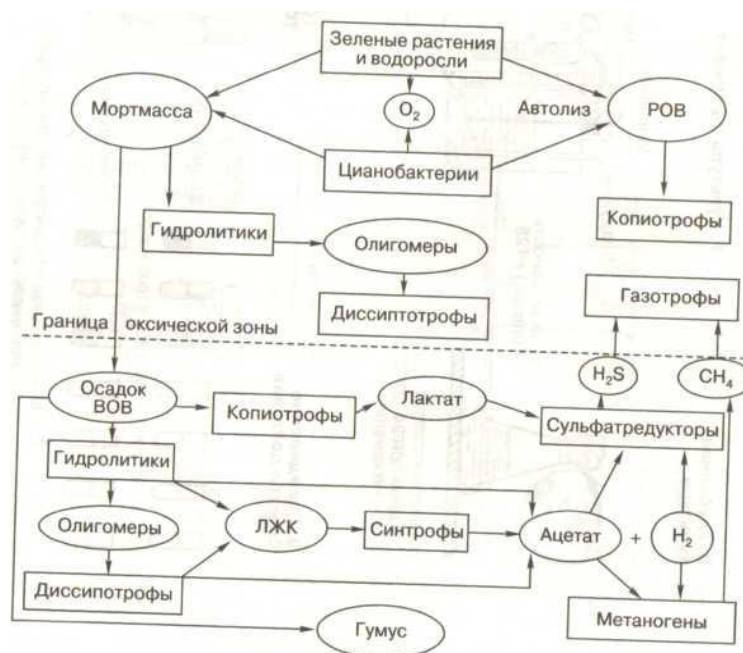 Зеленые растения
и водоросли
Мортмасса
O₂
Автолиз
РОВ
Цианобактерии
Гидролитики
Олигомеры
Копиотрофы
Диссиптотрофы
Газотрофы
Граница оксической зоны
H₂S
CH₄
Осадок
ВОВ
Копиотрофы
Лактат
Сульфатредукторы
Гидролитики
Олигомеры
ЛЖК
Синтрофы
Ацетат
+
H₂
Диссипотрофы
Гумус
Метаногены